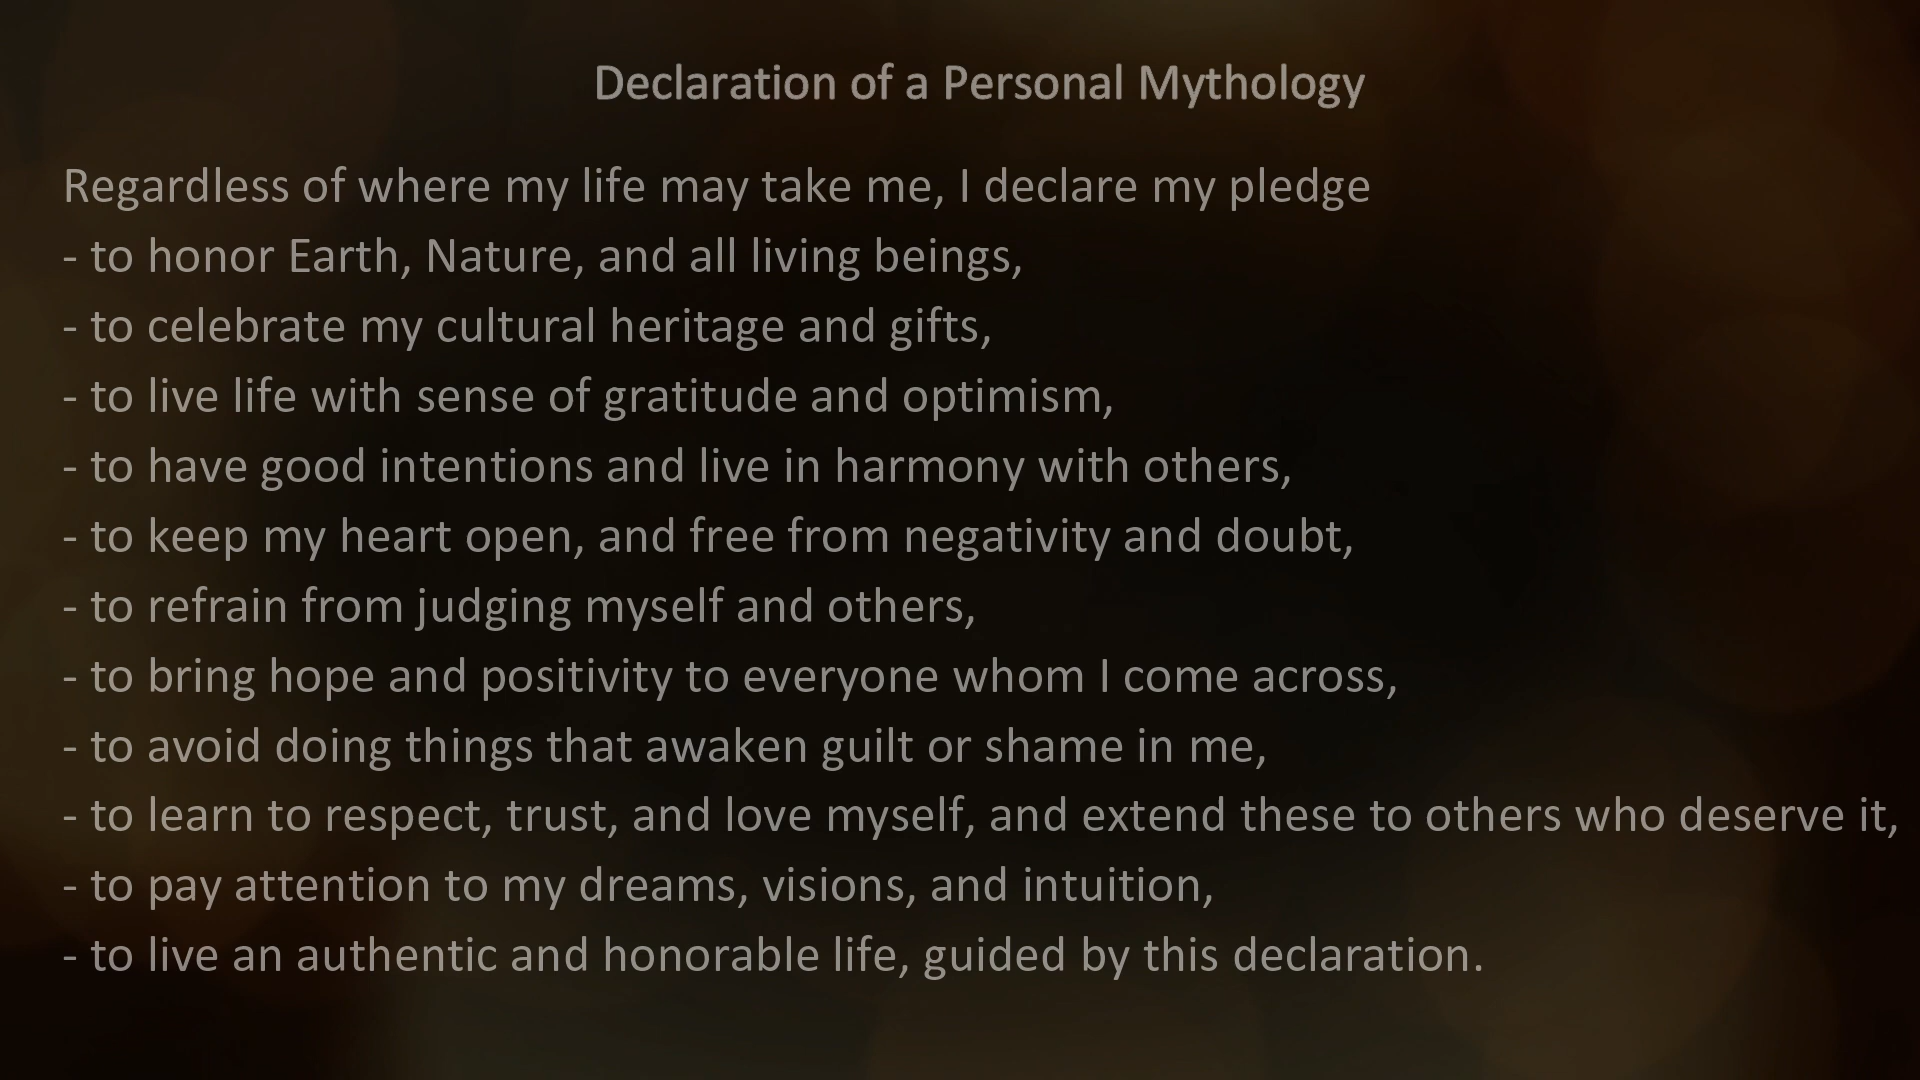 Declaration of a Personal Mythology
Regardless of where my life may take me, I declare my pledge
- to honor Earth, Nature, and all living beings,
- to celebrate my cultural heritage and gifts,
- to live life with sense of gratitude and optimism,
- to have good intentions and live in harmony with others,
- to keep my heart open, and free from negativity and doubt,
- to refrain from judging myself and others,
- to bring hope and positivity to everyone whom I come across,
- to avoid doing things that awaken guilt or shame in me,
- to learn to respect, trust, and love myself, and extend these to others who deserve it,
- to pay attention to my dreams, visions, and intuition,
- to live an authentic and honorable life, guided by this declaration.